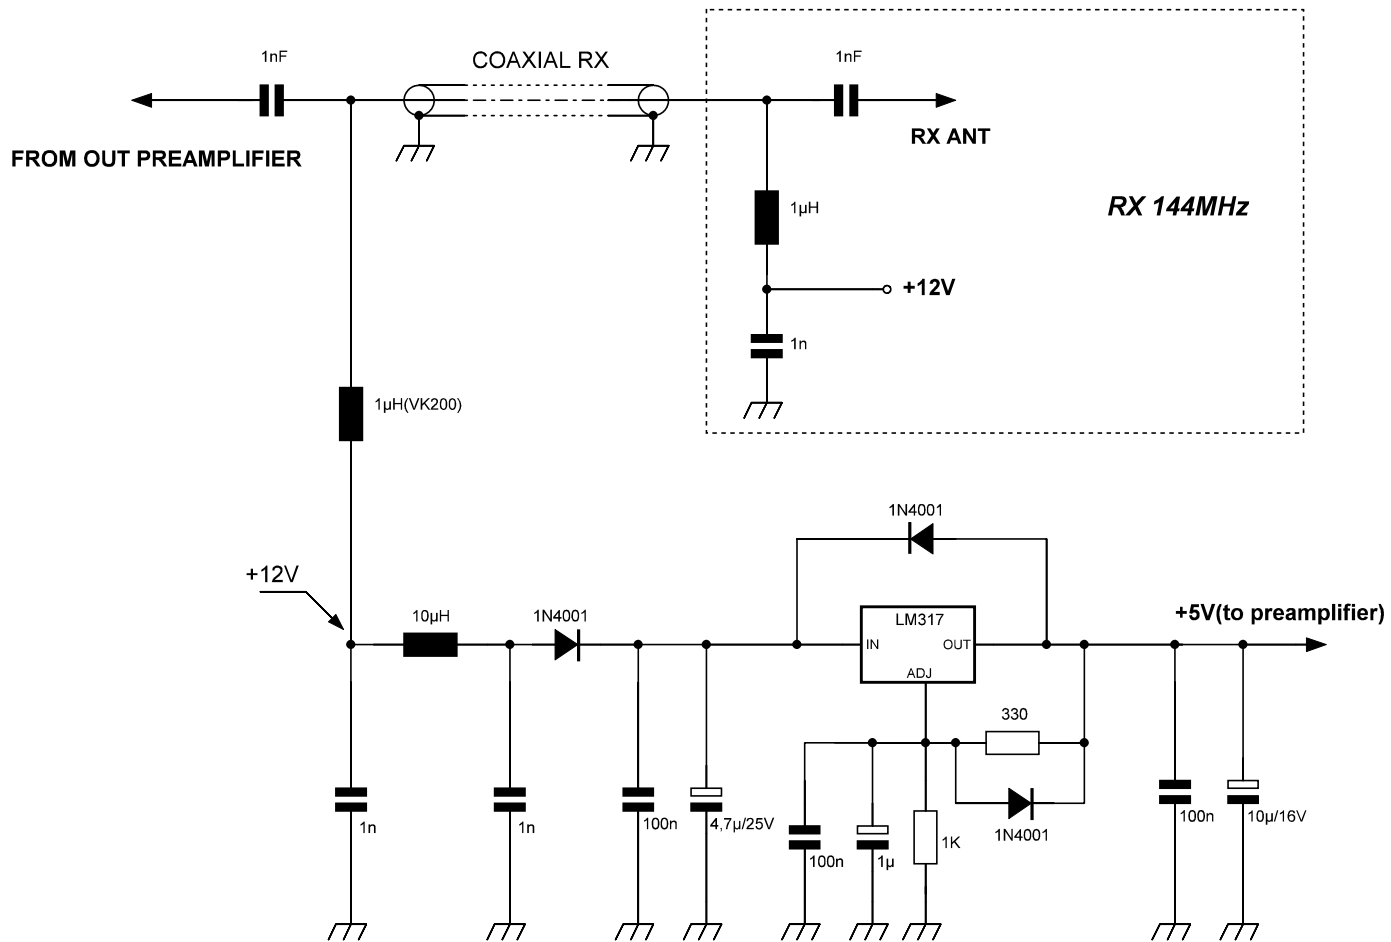 1nF
COAXIAL RX
1nF
FROM OUT PREAMPLIFIER
RX ANT
1µH
RX 144MHz
+12V
1n
1µH(VK200)
1N4001
+12V
10µH
1N4001
LM317
+5V(to preamplifier)
IN
OUT
ADJ
330
1n
1n
100n
4,7µ/25V
100n
1µ
1K
1N4001
100n
10µ/16V